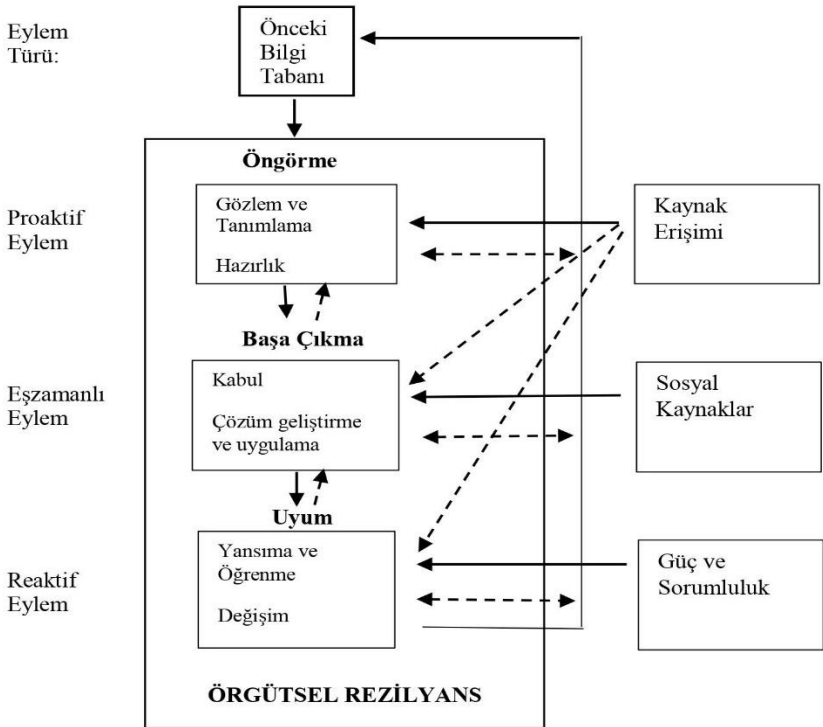 Eylem
Türü:
Önceki
Bilgi
Tabanı
Öngörme
Proaktif
Eylem
Gözlem ve
Tanımlama
Hazırlık
Kaynak
Erişimi
Başa Çıkma
Eşzamanlı
Eylem
Kabul
Çözüm geliştirme
ve uygulama
Sosyal
Kaynaklar
Uyum
Reaktif
Eylem
Yansıma ve
Öğrenme
Değişim
Güç ve
Sorumluluk
ÖRGÜTSEL REZİLYANS